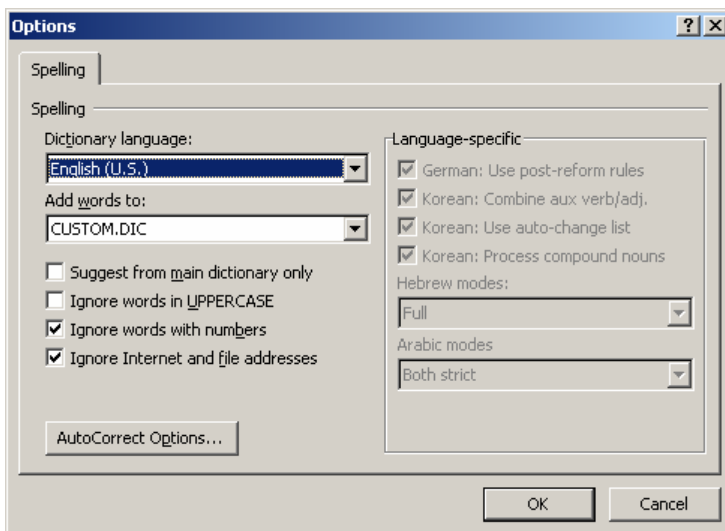 Options
Spelling
Spelling
Dictionary language:
English (U.S.)
Add words to:
CUSTOM.DIC
Suggest from main dictionary only
Ignore words in UPPERCASE
Ignore words with numbers
Ignore Internet and file addresses
AutoCorrect Options...
Language-specific
German: Use post-reform rules
Korean: Combine aux verb/adj.
Korean: Use auto-change list
Korean: Process compound nouns
Hebrew modes:
Full
Arabic modes
Both strict
OK
Cancel